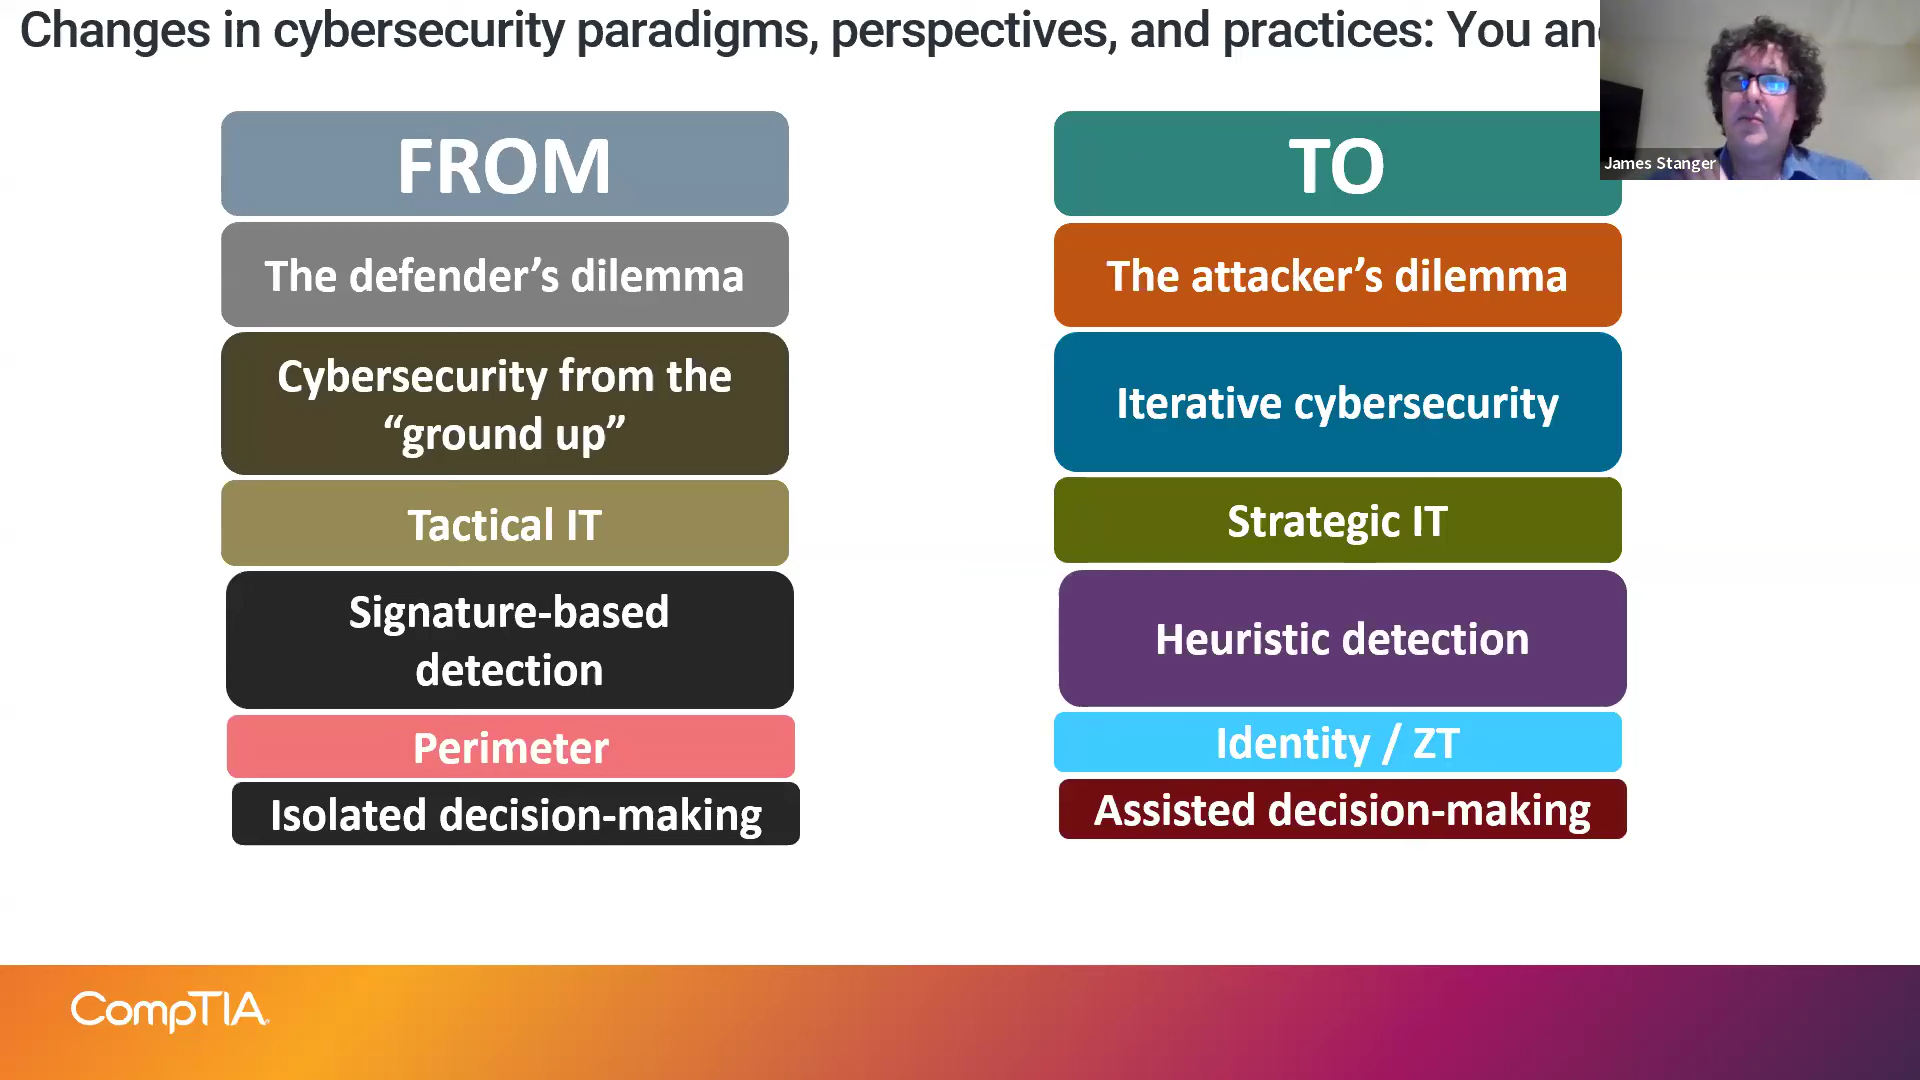 Changes in cybersecurity paradigms, perspectives, and practices: You and
James Stanger
FROM
TO
The defender’s dilemma
The attacker’s dilemma
Cybersecurity from the
“ground up”
Iterative cybersecurity
Tactical IT
Strategic IT
Signature-based
detection
Heuristic detection
Perimeter
Identity / ZT
Isolated decision-making
Assisted decision-making
CompTIA